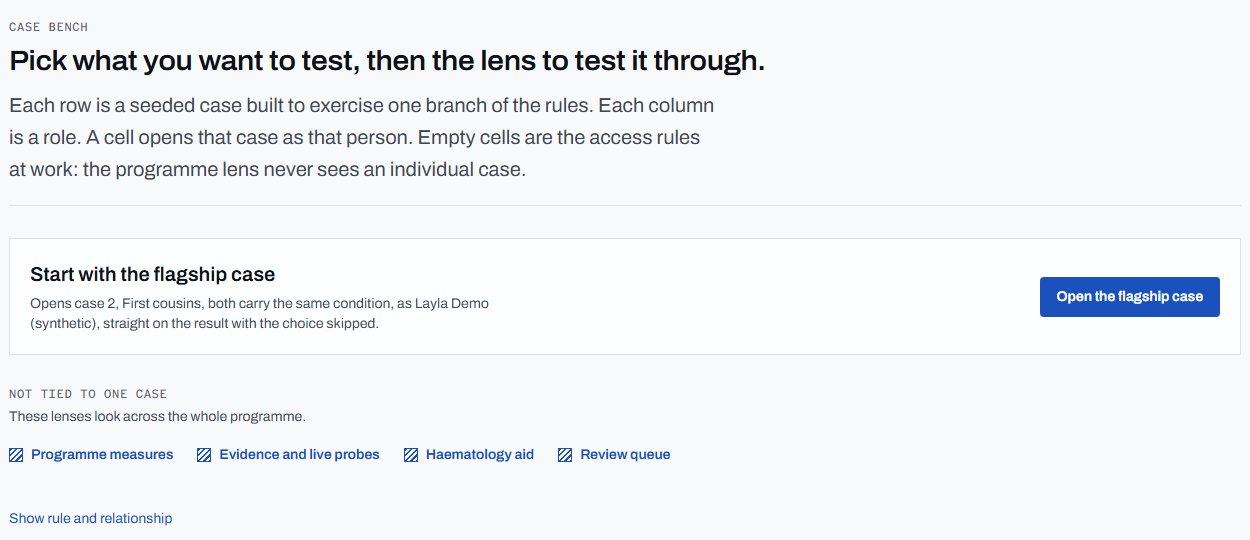 CASE BENCH
Pick what you want to test, then the lens to test it through.
Each row is a seeded case built to exercise one branch of the rules. Each column
is a role. A cell opens that case as that person. Empty cells are the access rules
at work: the programme lens never sees an individual case.
Start with the flagship case
Opens case 2, First cousins, both carry the same condition, as Layla Demo
(synthetic), straight on the result with the choice skipped.
Open the flagship case
NOT TIED TO ONE CASE
These lenses look across the whole programme.
Programme measures
Evidence and live probes
Haematology aid
Review queue
Show rule and relationship